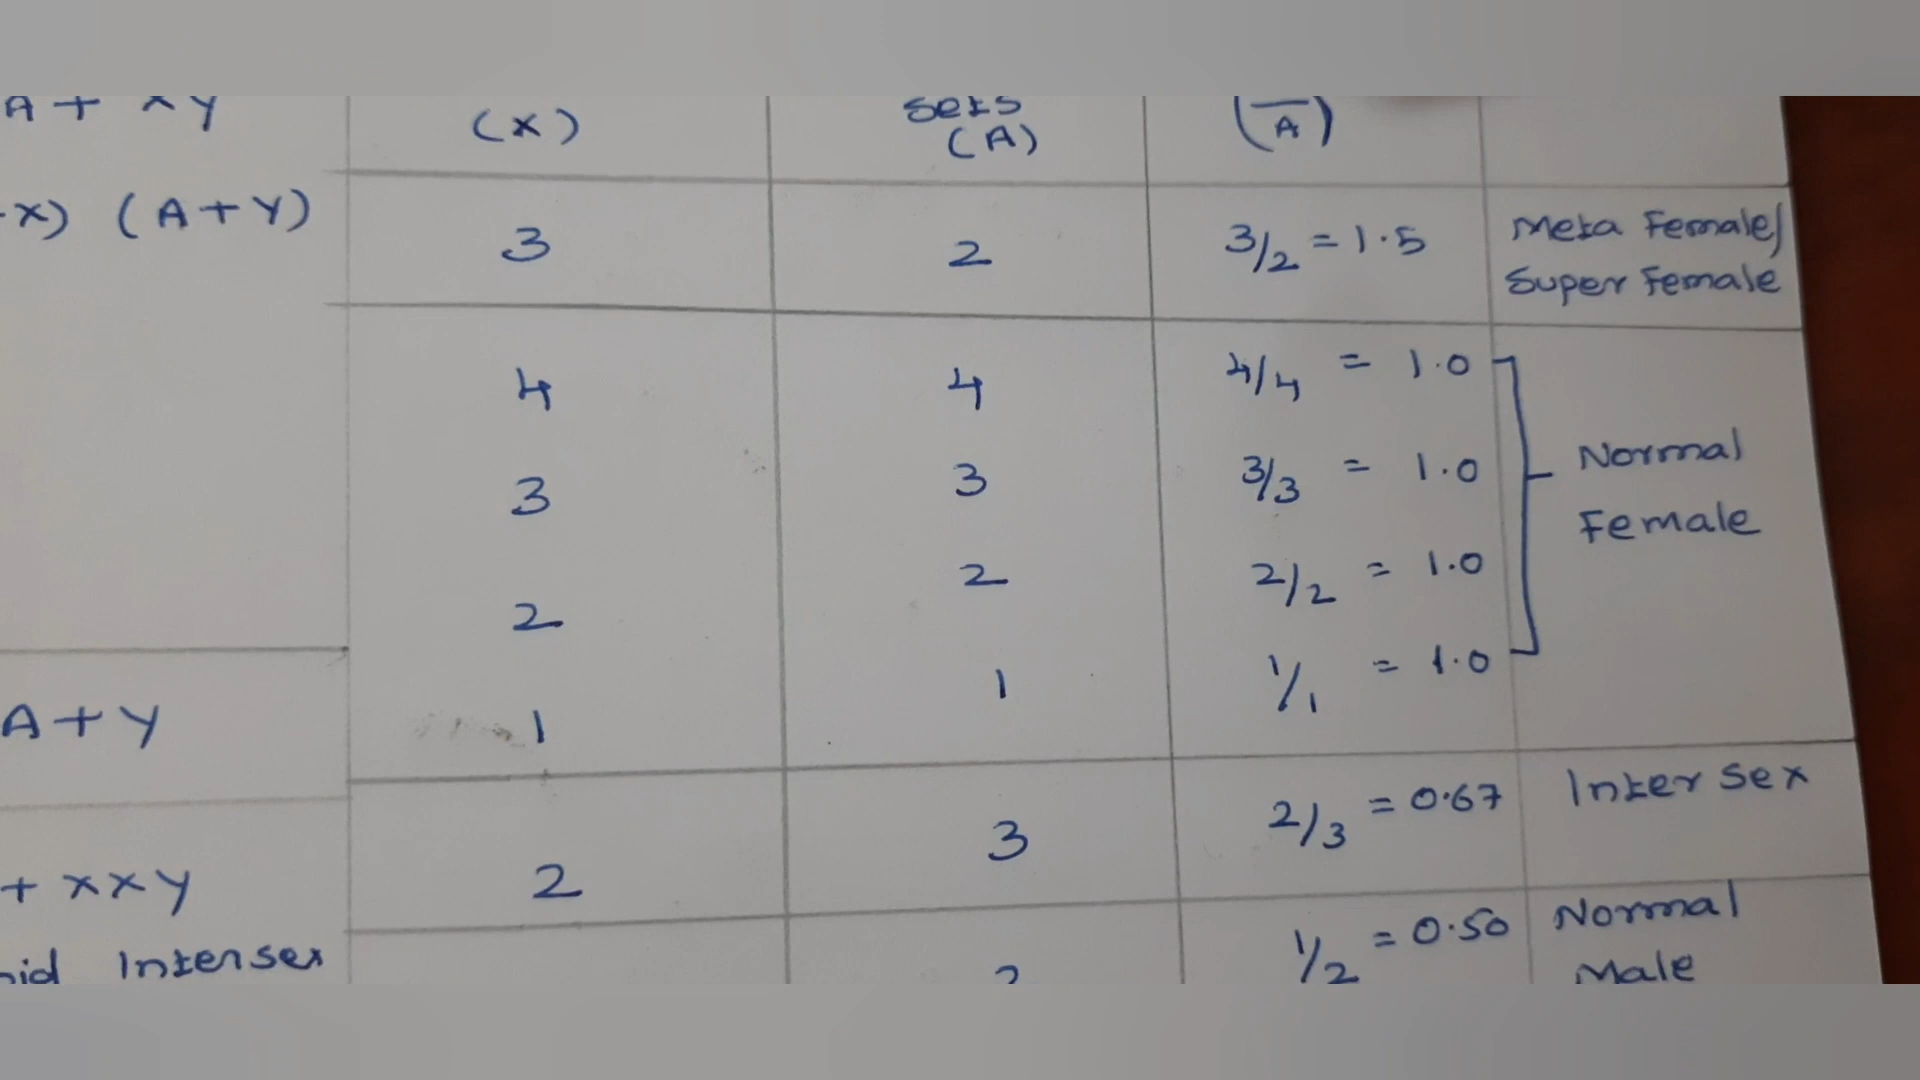 A + XY
(X)
Sets
(A)
(‾/A)
-X) (A+Y)
3 2 3/2 = 1.5 Meta Female/
Super Female
4 4 4/4 = 1.0
3 3 3/3 = 1.0 Normal
Female
2 2 2/2 = 1.0
1 1 1/1 = 1.0
A+Y
2 3 2/3 = 0.67 Inter sex
+ XXY
1/2 = 0.50 Normal
Male
Intersex